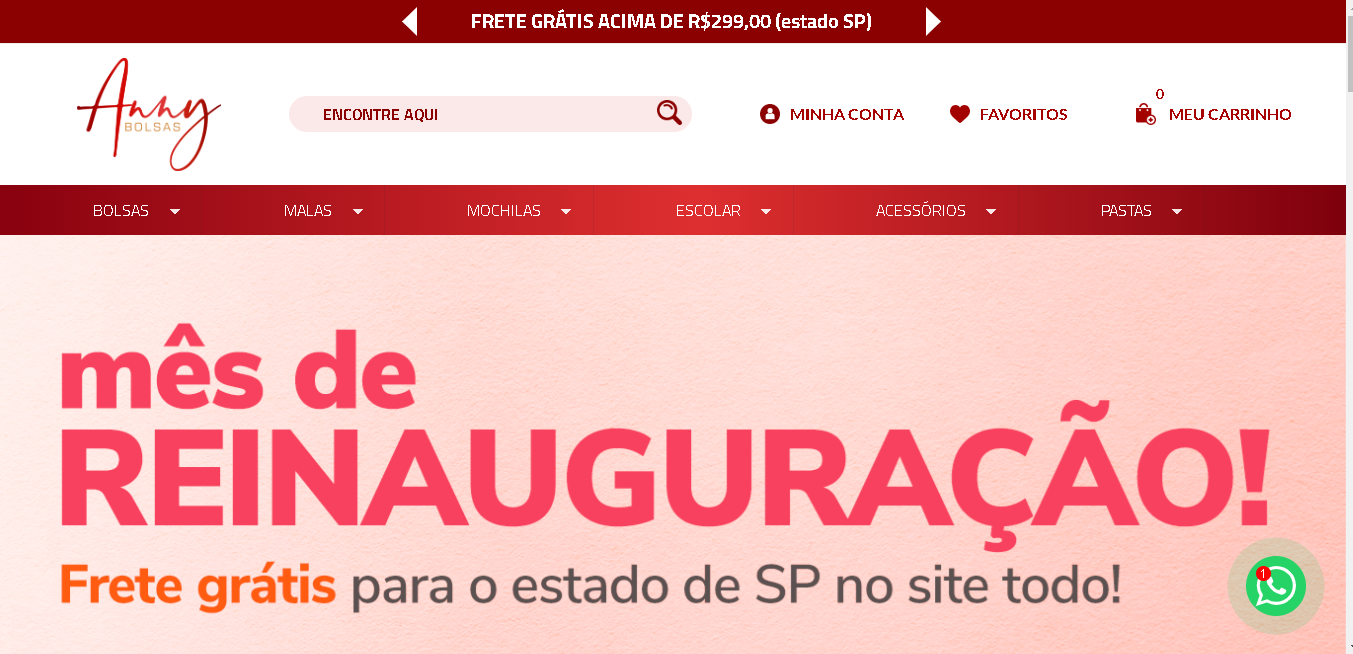 FRETE GRÁTIS ACIMA DE R$299,00 (estado SP)
Anny
BOLSAS
ENCONTRE AQUI
MINHA CONTA
FAVORITOS
0
MEU CARRINHO
BOLSAS
MALAS
MOCHILAS
ESCOLAR
ACESSÓRIOS
PASTAS
mês de
REINAUGURAÇÃO!
Frete grátis para o estado de SP no site todo!
1